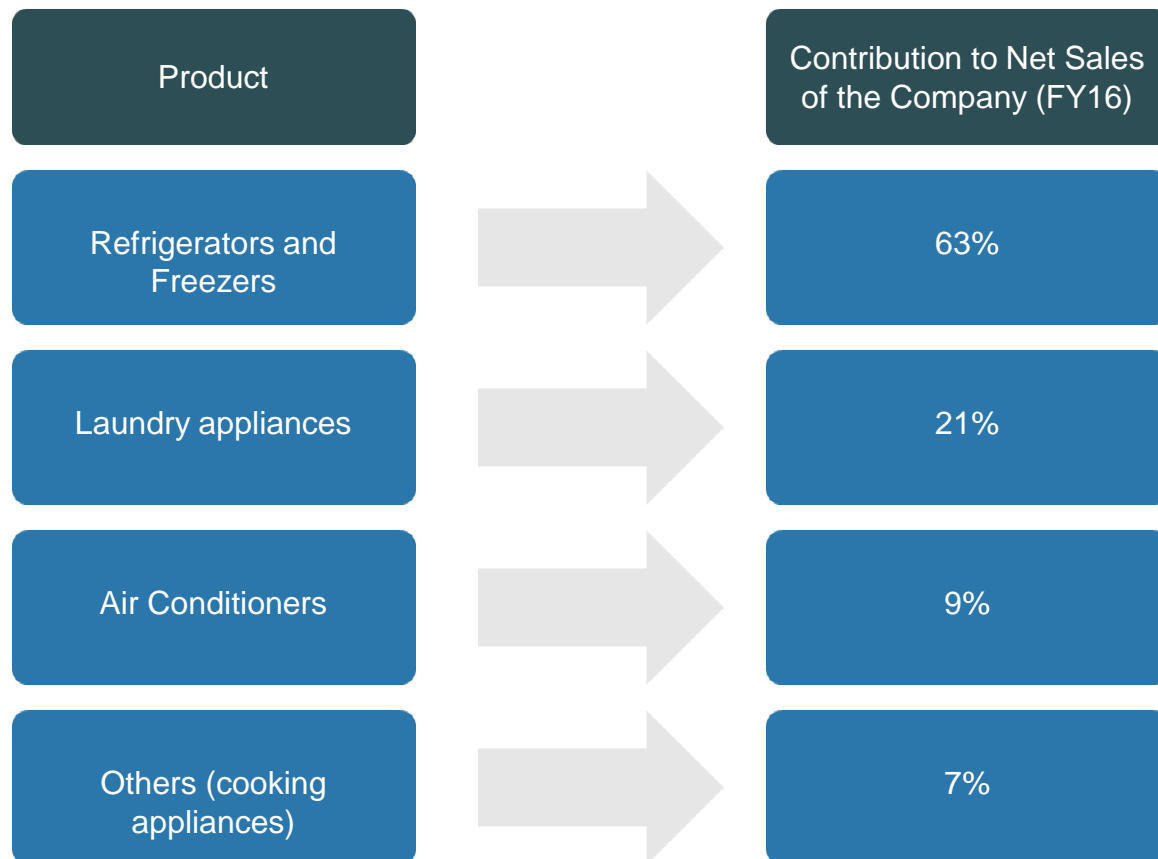 Product
Contribution to Net Sales
of the Company (FY16)
Refrigerators and
Freezers
63%
Laundry appliances
21%
Air Conditioners
9%
Others (cooking
appliances)
7%